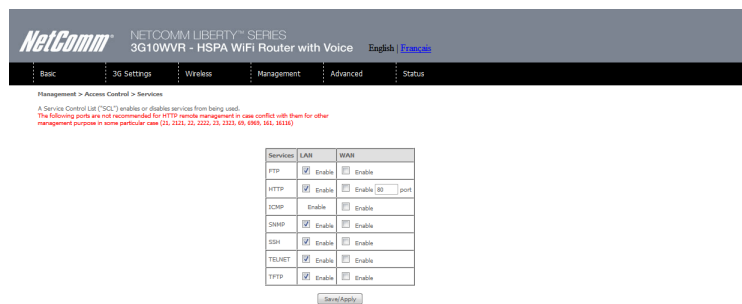 NetComm® NETCOMM LIBERTY™ SERIES
3G10WVR - HSPA WiFi Router with Voice English | Français
Basic 3G Settings Wireless Management Advanced Status
Management > Access Control > Services
A Service Control List ("SCL") enables or disables services from being used.
The following ports are not recommended for HTTP remote management in case conflict with them for other
management purpose in some particular case (21, 2121, 22, 2222, 23, 2323, 69, 6969, 161, 16116)
Services LAN WAN
FTP Enable Enable
HTTP Enable Enable 80 port
ICMP Enable Enable
SNMP Enable Enable
SSH Enable Enable
TELNET Enable Enable
TFTP Enable Enable
Save/Apply